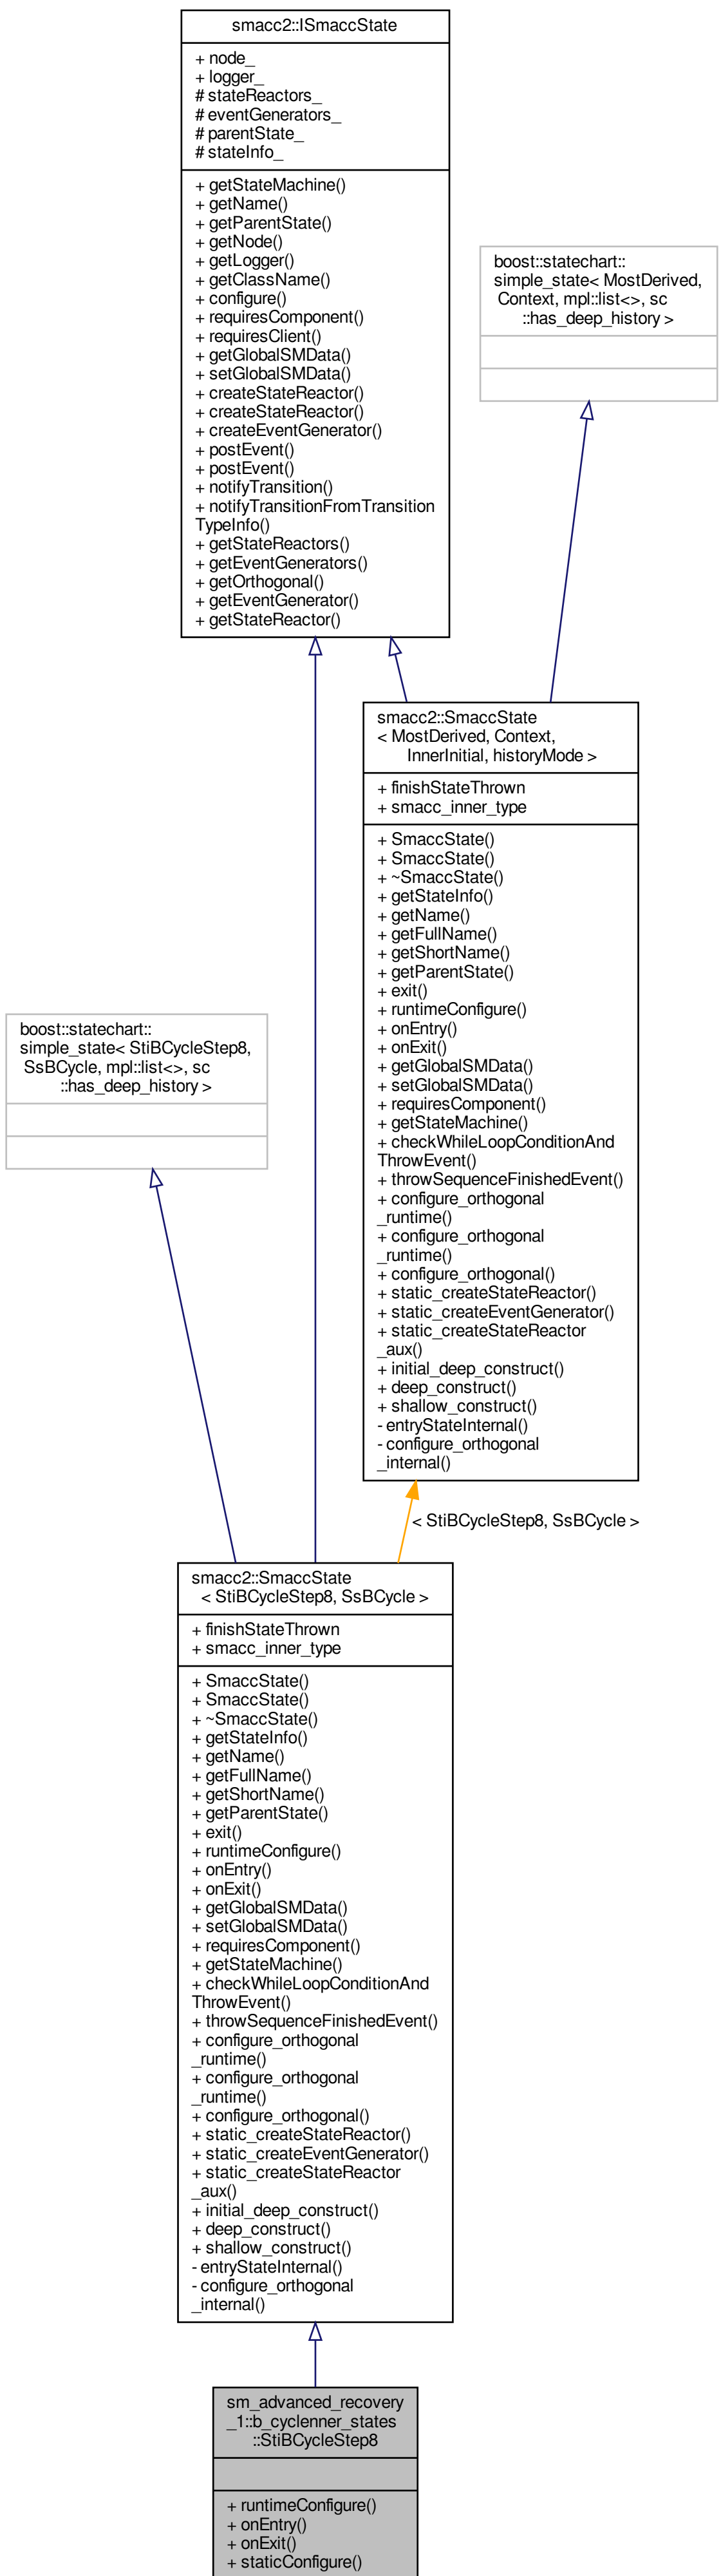 smacc2::ISmaccState
+ node_
+ logger_
# stateReactors_
# eventGenerators_
# parentState_
# stateInfo_
+ getStateMachine()
+ getName()
+ getParentState()
+ getNode()
+ getLogger()
+ getClassName()
+ configure()
+ requiresComponent()
+ requiresClient()
+ getGlobalSMData()
+ setGlobalSMData()
+ createStateReactor()
+ createStateReactor()
+ createEventGenerator()
+ postEvent()
+ postEvent()
+ notifyTransition()
+ notifyTransitionFromTransition
TypeInfo()
+ getStateReactors()
+ getEventGenerators()
+ getOrthogonal()
+ getEventGenerator()
+ getStateReactor()
boost::statechart::
simple_state< MostDerived,
Context, mpl::list<>, sc
::has_deep_history >
smacc2::SmaccState
< MostDerived, Context,
InnerInitial, historyMode >
+ finishStateThrown
+ smacc_inner_type
+ SmaccState()
+ SmaccState()
+ ~SmaccState()
+ getStateInfo()
+ getName()
+ getFullName()
+ getShortName()
+ getParentState()
+ exit()
+ runtimeConfigure()
+ onEntry()
+ onExit()
+ getGlobalSMData()
+ setGlobalSMData()
+ requiresComponent()
+ getStateMachine()
+ checkWhileLoopConditionAnd
ThrowEvent()
+ throwSequenceFinishedEvent()
+ configure_orthogonal
_runtime()
+ configure_orthogonal
_runtime()
+ configure_orthogonal()
+ static_createStateReactor()
+ static_createEventGenerator()
+ static_createStateReactor
_aux()
+ initial_deep_construct()
+ deep_construct()
+ shallow_construct()
- entryStateInternal()
- configure_orthogonal
_internal()
boost::statechart::
simple_state< StiBCycleStep8,
SsBCycle, mpl::list<>, sc
::has_deep_history >
< StiBCycleStep8, SsBCycle >
smacc2::SmaccState
< StiBCycleStep8, SsBCycle >
+ finishStateThrown
+ smacc_inner_type
+ SmaccState()
+ SmaccState()
+ ~SmaccState()
+ getStateInfo()
+ getName()
+ getFullName()
+ getShortName()
+ getParentState()
+ exit()
+ runtimeConfigure()
+ onEntry()
+ onExit()
+ getGlobalSMData()
+ setGlobalSMData()
+ requiresComponent()
+ getStateMachine()
+ checkWhileLoopConditionAnd
ThrowEvent()
+ throwSequenceFinishedEvent()
+ configure_orthogonal
_runtime()
+ configure_orthogonal
_runtime()
+ configure_orthogonal()
+ static_createStateReactor()
+ static_createEventGenerator()
+ static_createStateReactor
_aux()
+ initial_deep_construct()
+ deep_construct()
+ shallow_construct()
- entryStateInternal()
- configure_orthogonal
_internal()
sm_advanced_recovery
_1::b_cyclenner_states
::StiBCycleStep8
+ runtimeConfigure()
+ onEntry()
+ onExit()
+ staticConfigure()